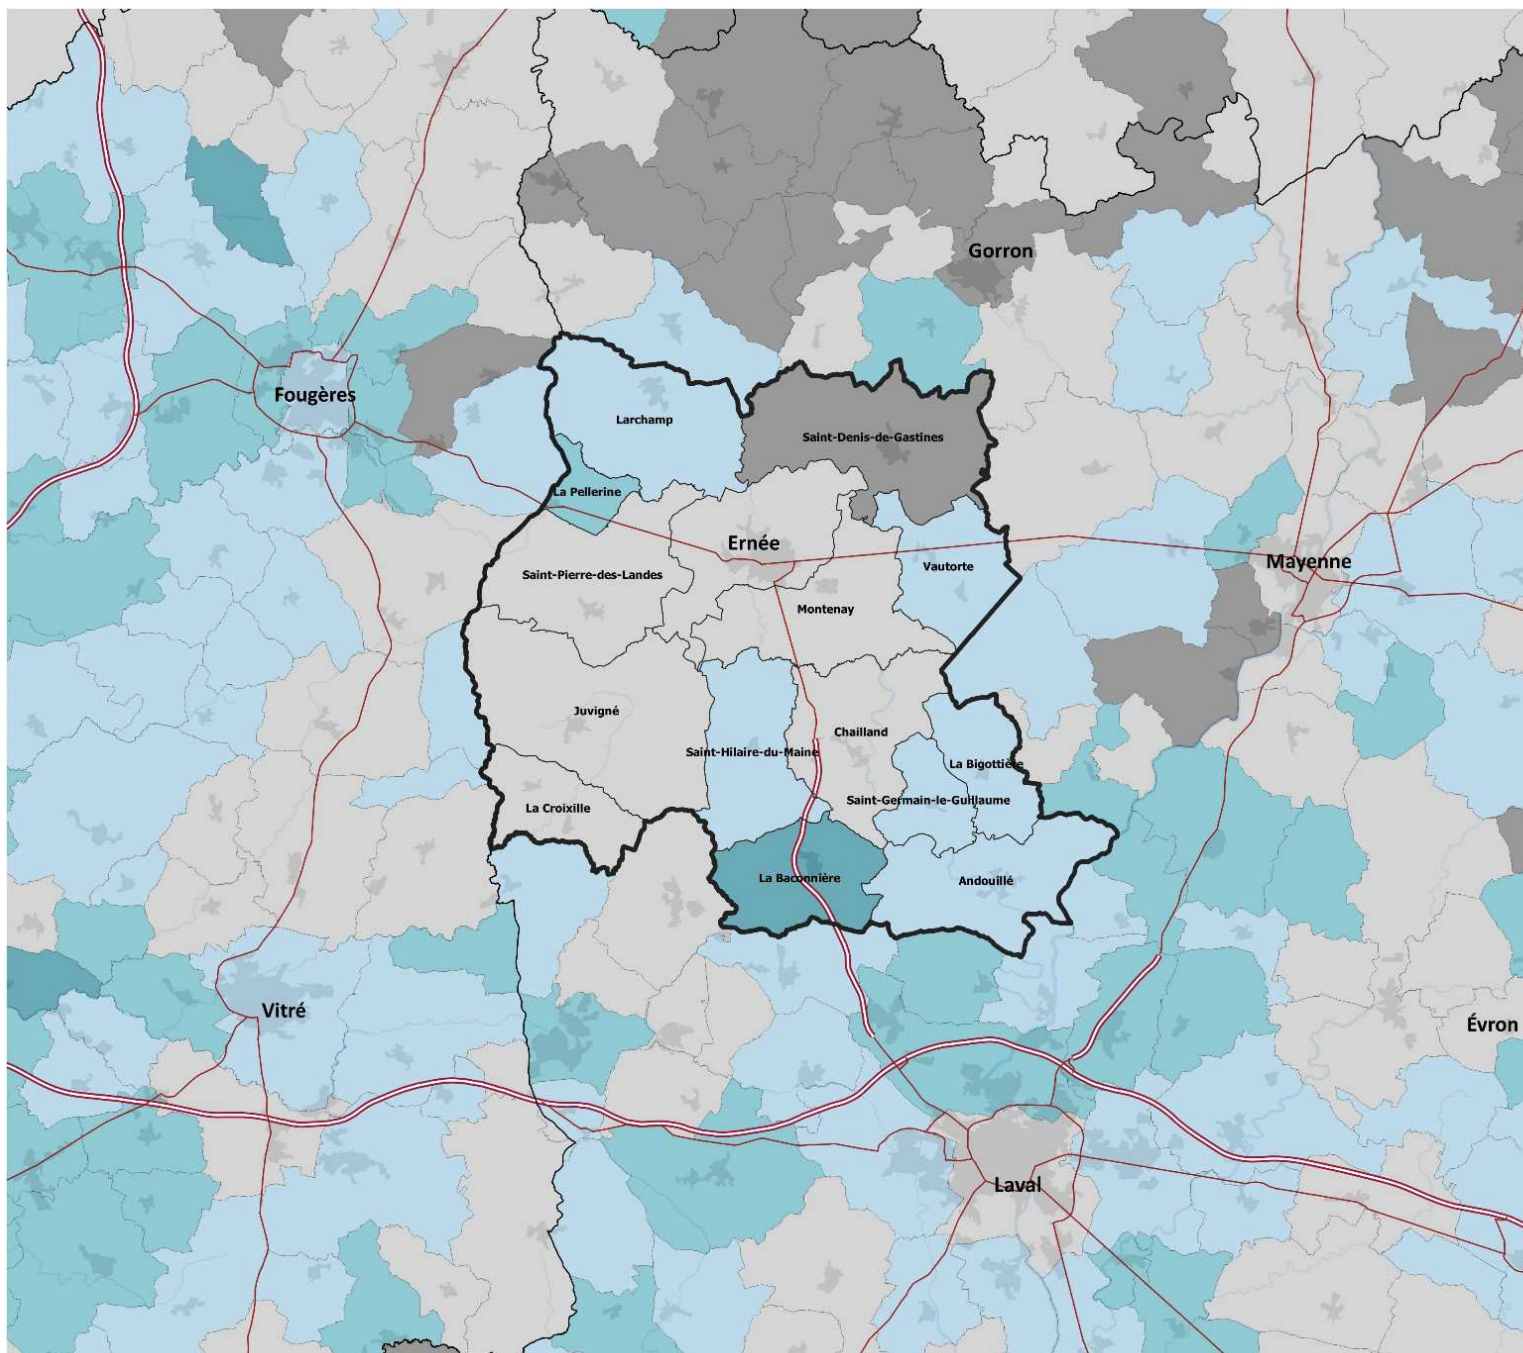 Gorron
Fougères
Larchamp
Saint-Denis-de-Gastines
La Pellerine
Ernée
Mayenne
Vautorte
Saint-Pierre-des-Landes
Montenay
Juvigné
Chailland
Saint-Hilaire-du-Maine
La Bigottière
Saint-Germain-le-Guillaume
La Croixille
La Baconnière
Andouillé
Vitré
Évron
Laval